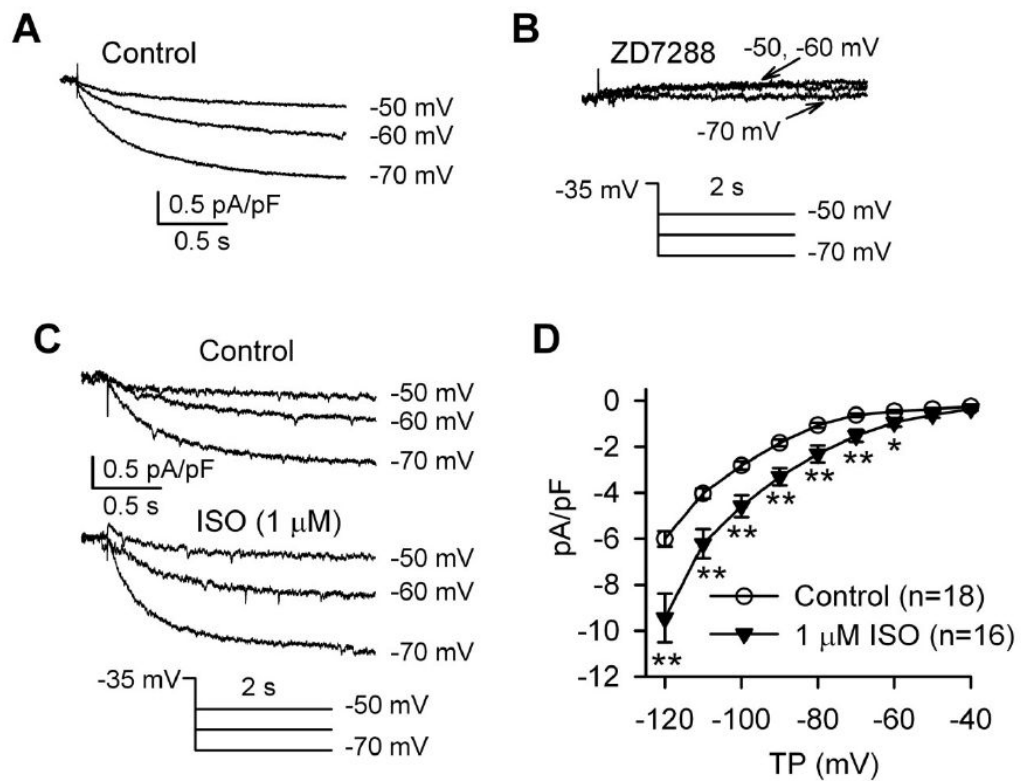 A
Control
-50 mV
-60 mV
-70 mV
0.5 pA/pF
0.5 s
B
ZD7288
-50, -60 mV
-70 mV
-35 mV
2 s
-50 mV
-70 mV
C
Control
-50 mV
-60 mV
-70 mV
0.5 pA/pF
0.5 s
ISO (1 μM)
-50 mV
-60 mV
-70 mV
-35 mV
2 s
-50 mV
-70 mV
D
0
-2
-4
-6
-8
-10
-12
pA/pF
*
**
**
**
**
**
**
**
Control (n=18)
1 μM ISO (n=16)
-120 -100 -80 -60 -40
TP (mV)